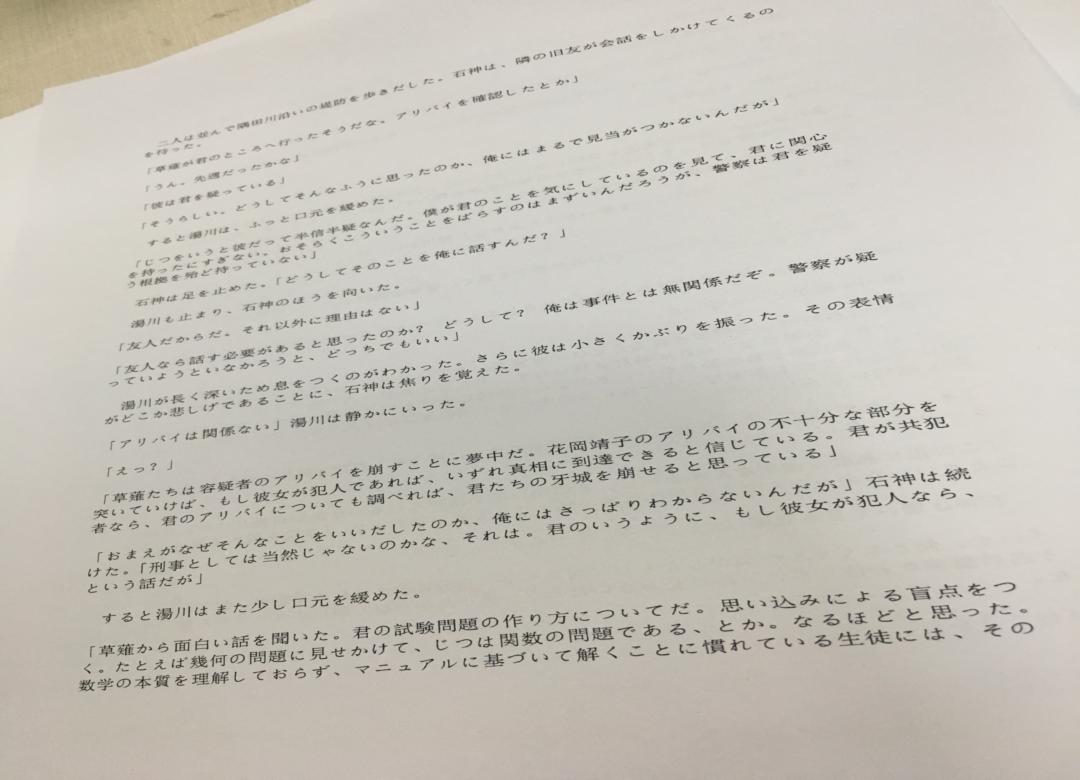 二人は並んで隅田川沿いの堤防を歩きだした。石神は、隣の旧友が会話をしかけてくるの
を待った。
「草薙が君のところへ行ったそうだな。アリバイを確認したとか」
「うん。先週だったかな」
「彼は君を疑っている」
「そうらしい。どうしてそんなふうに思ったのか、俺にはまるで見当がつかないんだが」
すると湯川は、ふっと口元を緩めた。
「じつをいうと彼だって半信半疑なんだ。僕が君のことを気にしているのを見て、君に関心
を持ったにすぎない。おそらくこういうことをばらすのはまずいんだろうが、警察は君を疑
う根拠を殆ど持っていない」
石神は足を止めた。「どうしてそのことを俺に話すんだ？」
湯川も止まり、石神のほうを向いた。
「友人だからだ。それ以外に理由はない」
「友人なら話す必要があると思ったのか？　どうして？　俺は事件とは無関係だぞ。警察が疑
っていようといなかろうと、どっちでもいい」
湯川が長く深いため息をつくのがわかった。さらに彼は小さくかぶりを振った。その表情
がどこか悲しげであることに、石神は焦りを覚えた。
「アリバイは関係ない」湯川は静かにいった。
「えっ？」
「草薙たちは容疑者のアリバイを崩すことに夢中だ。花岡靖子のアリバイの不十分な部分を
突いていけば、もし彼女が犯人であれば、いずれ真相に到達できると信じている。君が共犯
者なら、君のアリバイについても調べれば、君たちの牙城を崩せると思っている」
「おまえがなぜそんなことをいいだしたのか、俺にはさっぱりわからないんだが」石神は続
けた。「刑事としては当然じゃないのかな、それは。君のいうように、もし彼女が犯人なら、
という話だが」
すると湯川はまた少し口元を緩めた。
「草薙から面白い話を聞いた。君の試験問題の作り方についてだ。思い込みによる盲点をつ
く。たとえば幾何の問題に見せかけて、じつは関数の問題である、とか。なるほどと思った。
数学の本質を理解しておらず、マニュアルに基づいて解くことに慣れている生徒には、その